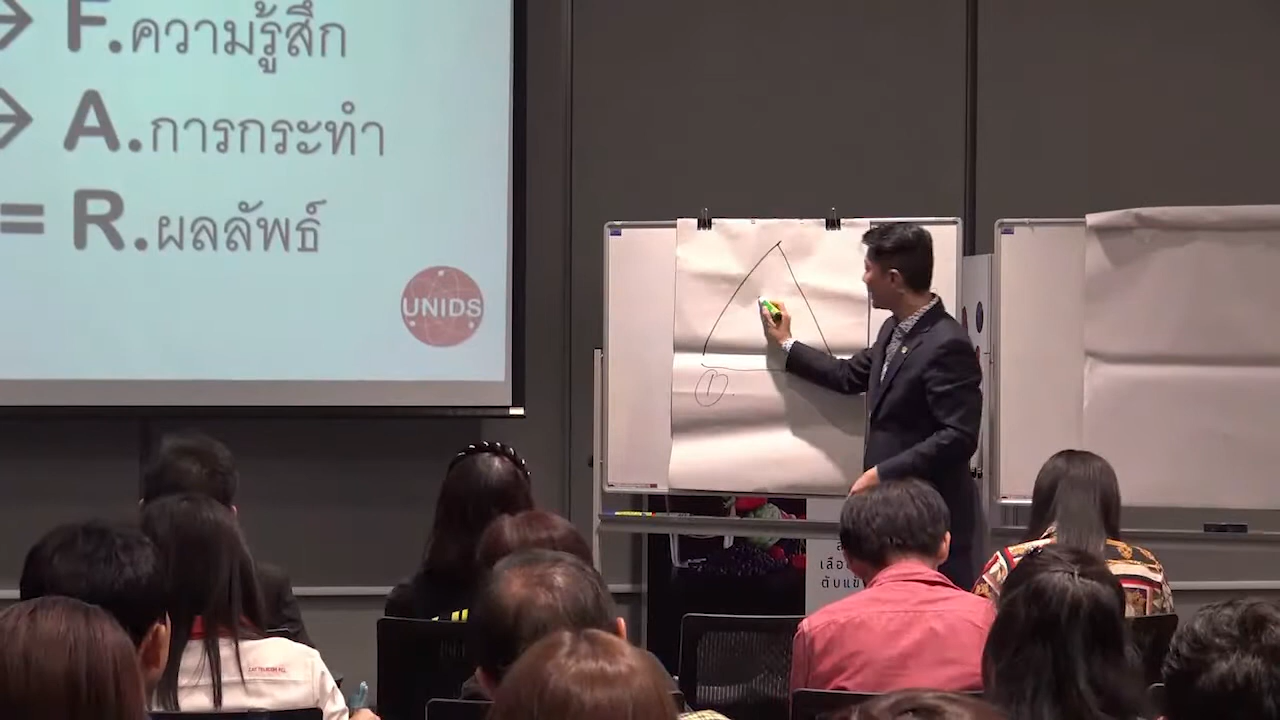 → F.ความรู้สึก
→ A.การกระทำ
= R.ผลลัพธ์
UNIDS
1